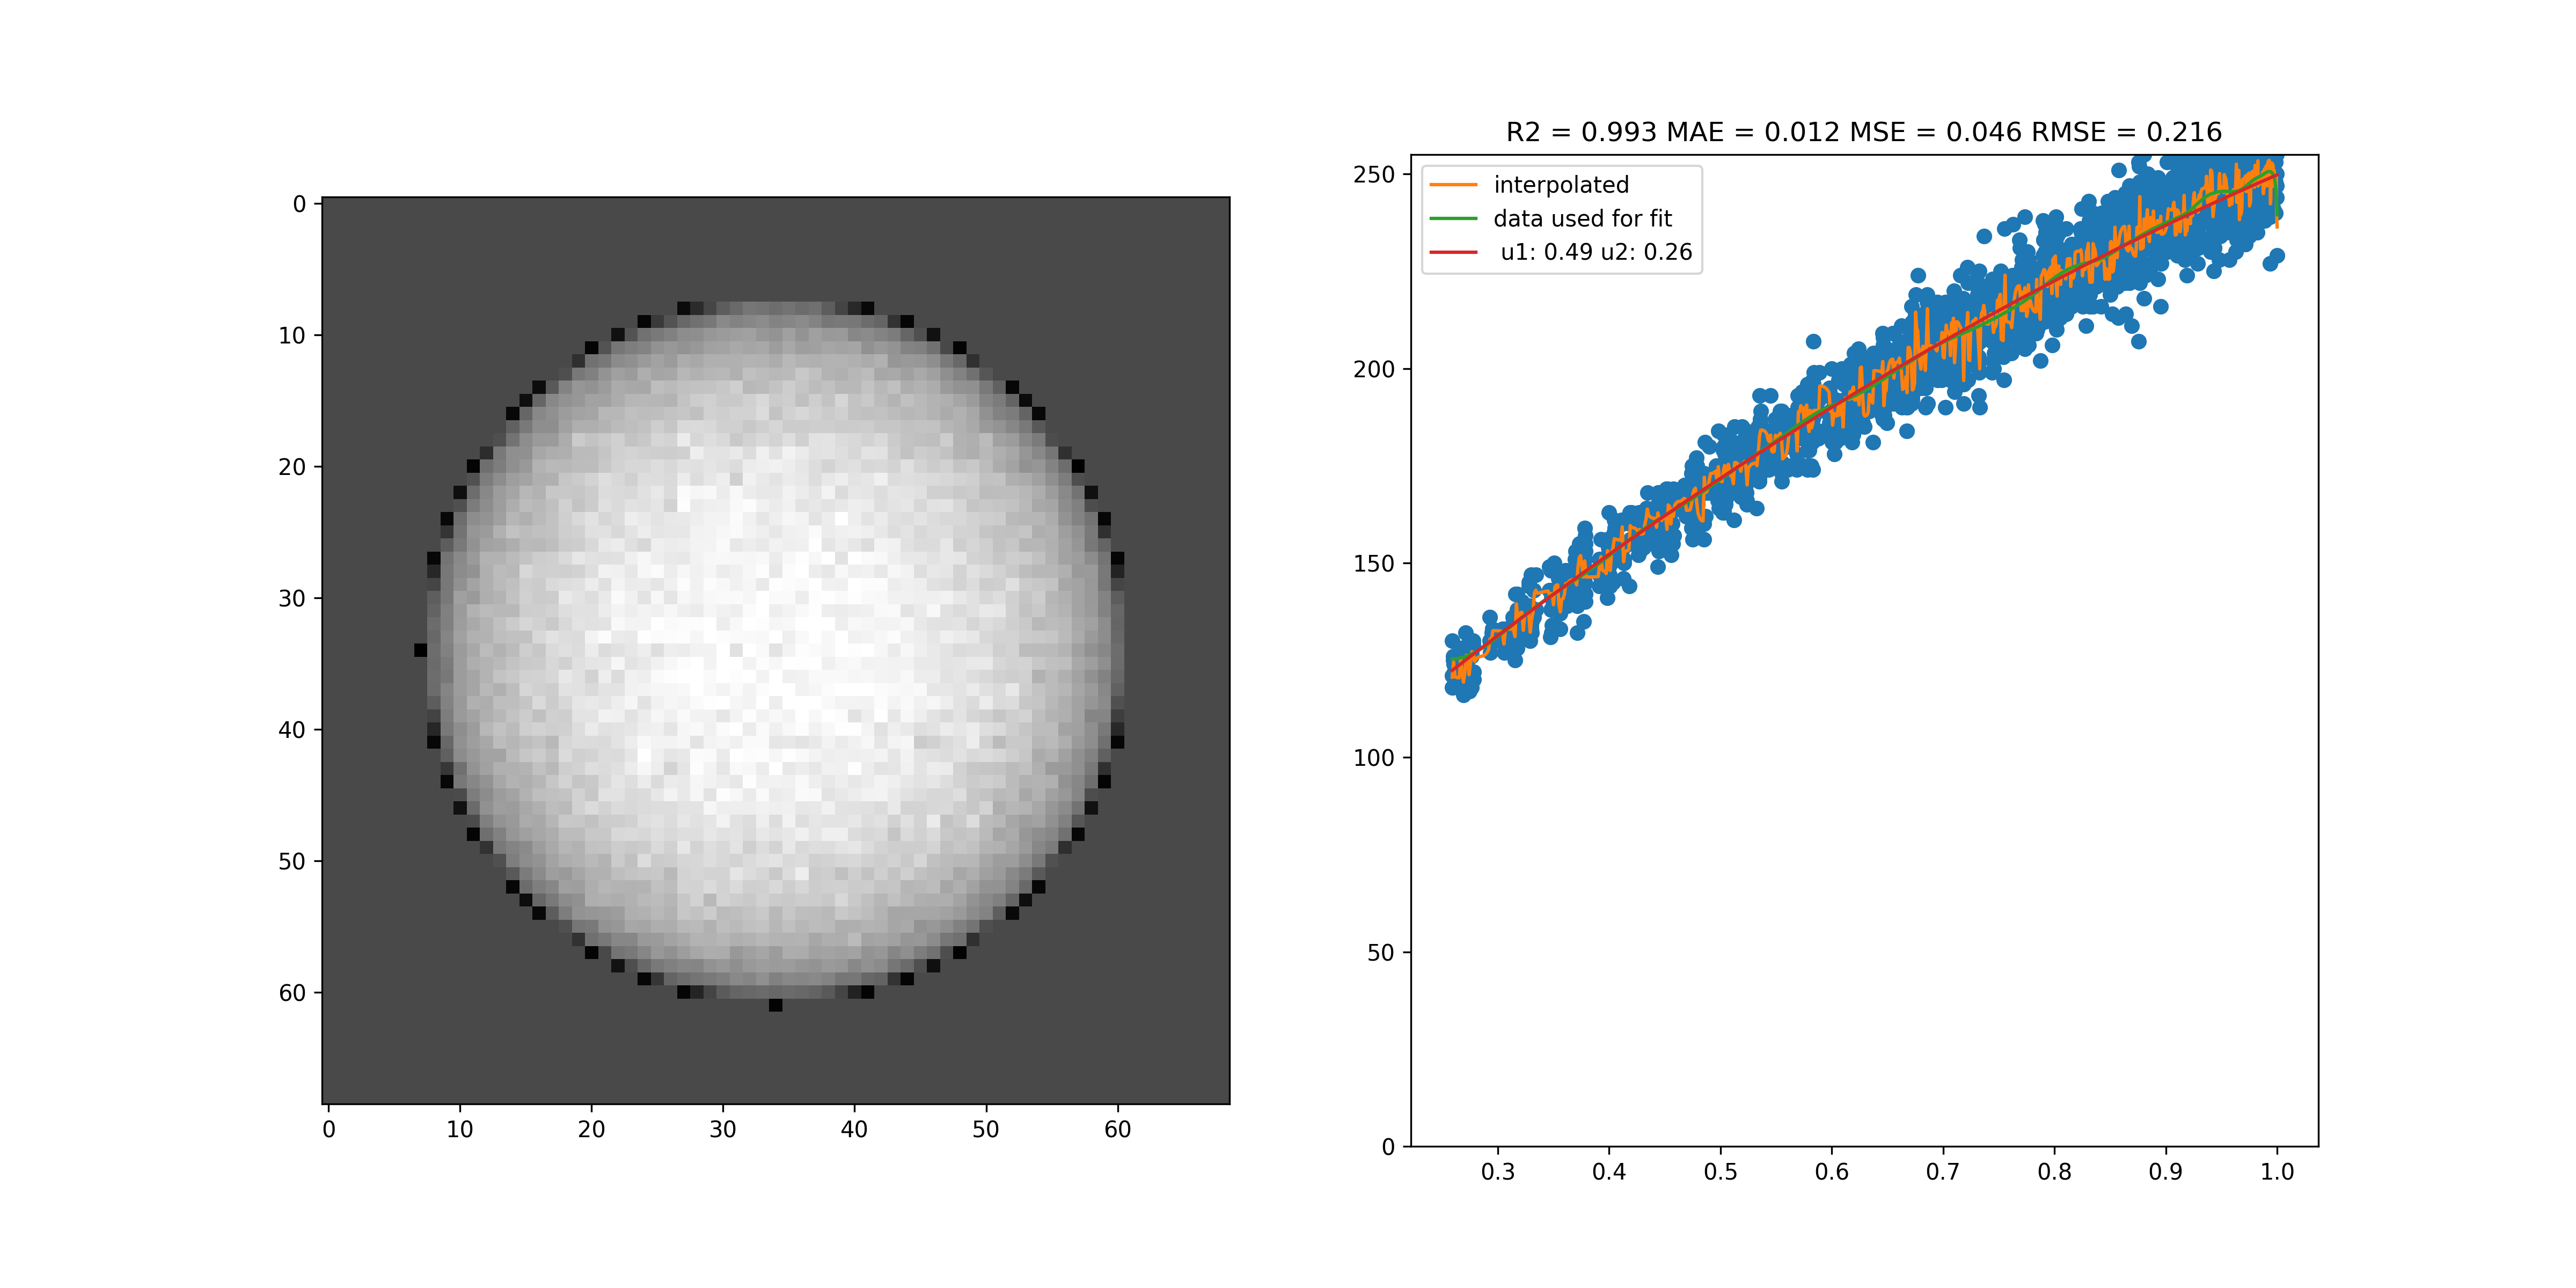 R2 = 0.993 MAE = 0.012 MSE = 0.046 RMSE = 0.216
interpolated
data used for fit
u1: 0.49 u2: 0.26
0
10
20
30
40
50
60
0 10 20 30 40 50 60
250
200
150
100
50
0
0.3 0.4 0.5 0.6 0.7 0.8 0.9 1.0